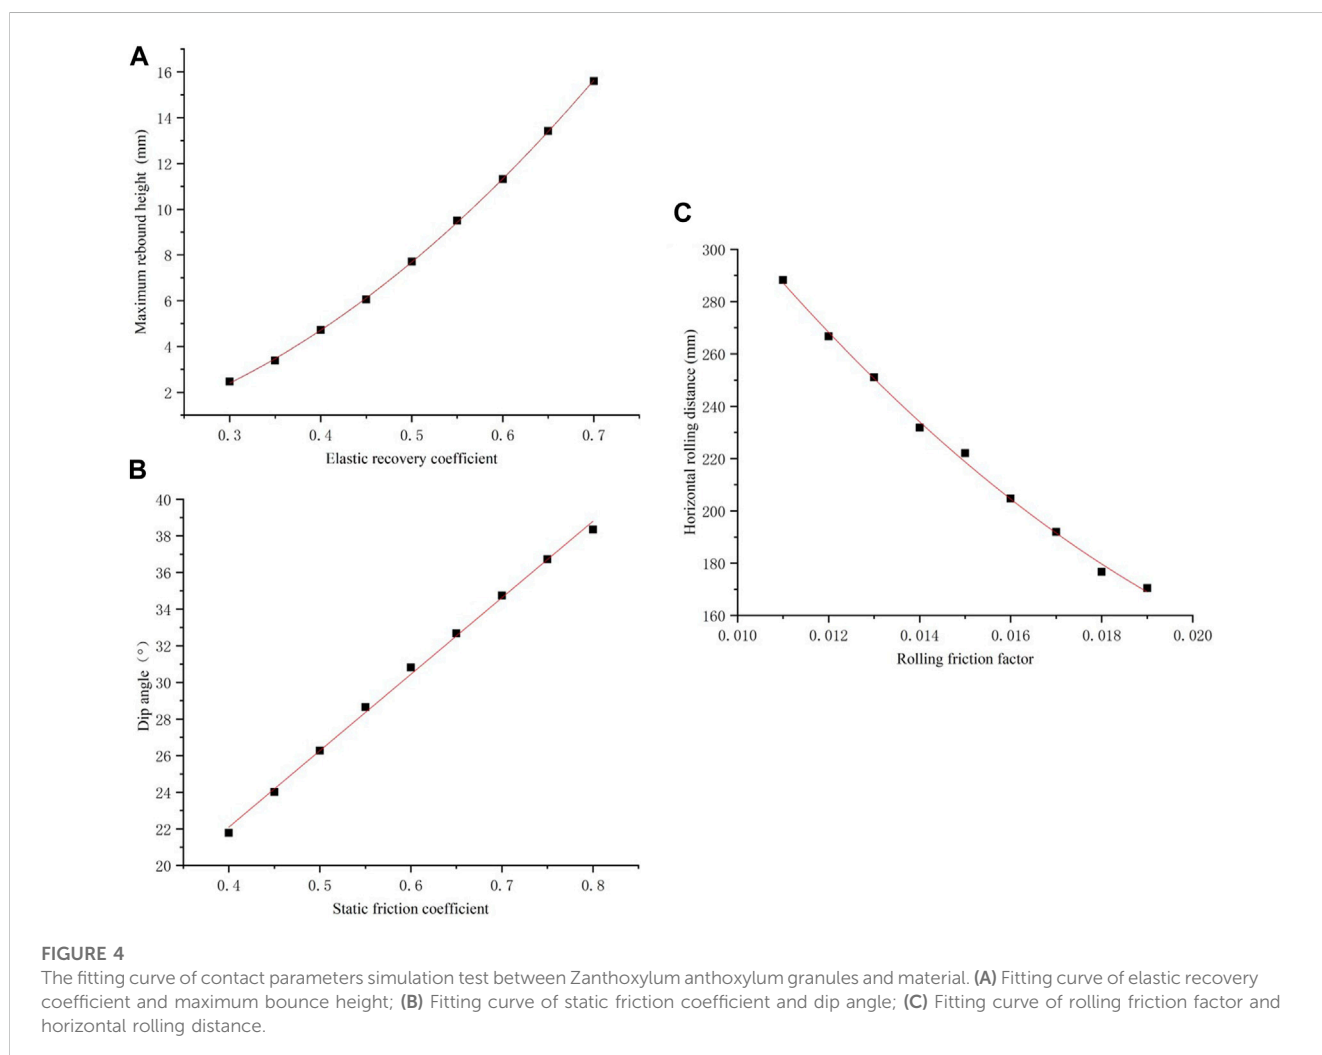 A
16
14
12
10
8
6
4
2
Maximum rebound height (mm)
0.3 0.4 0.5 0.6 0.7
Elastic recovery coefficient
B
40
38
36
34
32
30
28
26
24
22
20
Dip angle (°)
0.4 0.5 0.6 0.7 0.8
Static friction coefficient
C
300
280
260
240
220
200
180
160
Horizontal rolling distance (mm)
0.010 0.012 0.014 0.016 0.018 0.020
Rolling friction factor
FIGURE 4
The fitting curve of contact parameters simulation test between Zanthoxylum anthoxylum granules and material. (A) Fitting curve of elastic recovery
coefficient and maximum bounce height; (B) Fitting curve of static friction coefficient and dip angle; (C) Fitting curve of rolling friction factor and
horizontal rolling distance.